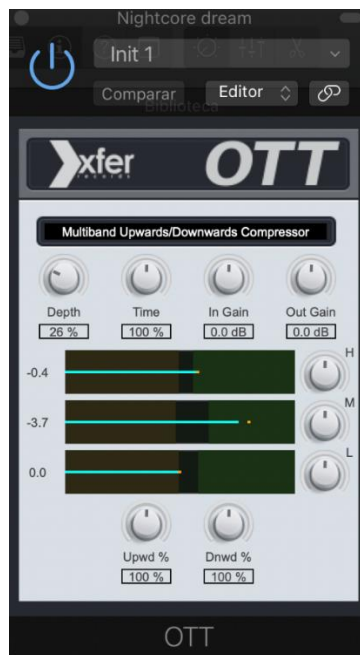 Nightcore dream
Init 1
Comparar
Editor
Biblioteca
xfer
records
OTT
Multiband Upwards/Downwards Compressor
Depth Time In Gain Out Gain
26 % 100 % 0.0 dB 0.0 dB
H
-0.4
M
-3.7
L
0.0
Upwd % Dnwd %
100 % 100 %
OTT